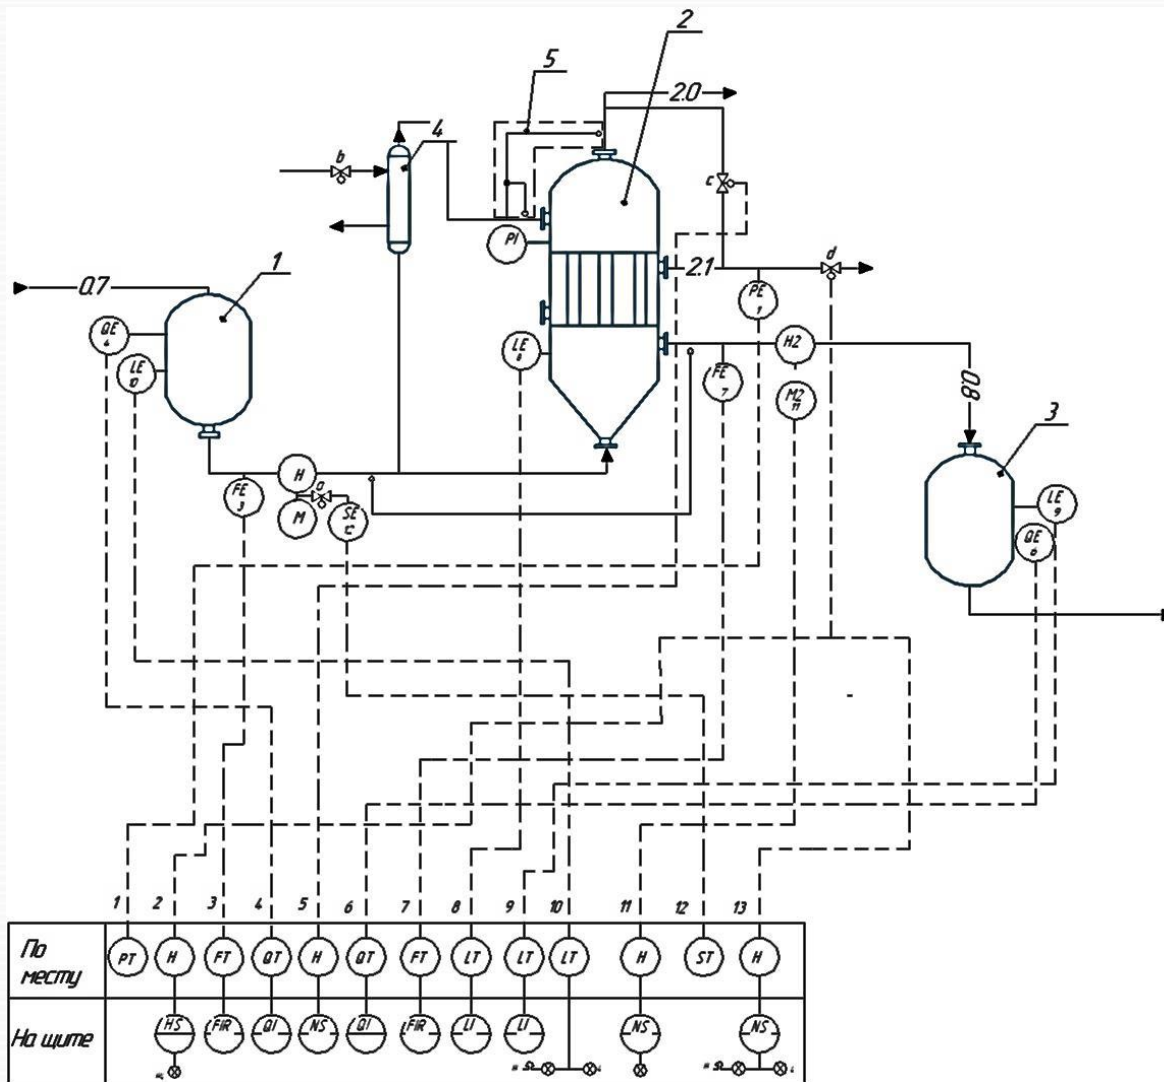 2
5
2.0
4
b
c
PI
2.1
d
1
0.7
PE
1
QE
4
LE
10
LE
8
H2
FE
7
M2
11
0.8
3
H
a
FE
3
M
SE
12
LE
9
QE
6
1 2 3 4 5 6 7 8 9 10 11 12 13
По
месту
PT H FT QT H QT FT LT LT LT H ST H
На щите
HS FIR QI NS QI FIR LI LI NS NS